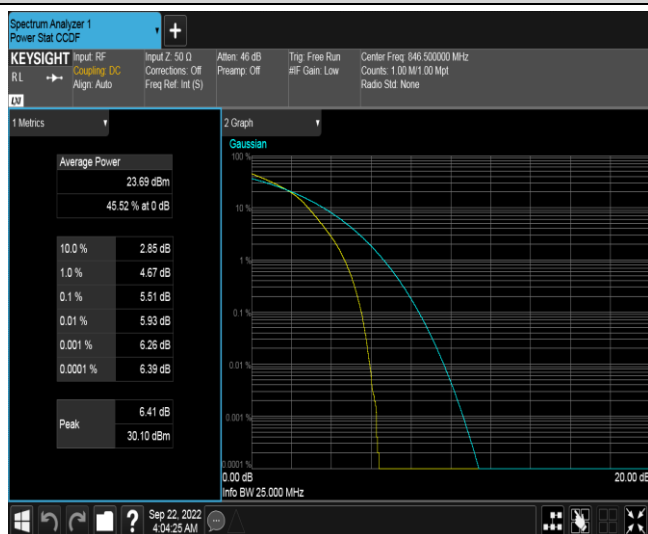 Spectrum Analyzer 1
Power Stat CCDF
+
KEYSIGHT
Input: RF
Input Z: 50 Ω
Atten: 46 dB
Trig: Free Run
Center Freq: 846.500000 MHz
RL
Coupling: DC
Corrections: Off
Preamp: Off
#IF Gain: Low
Counts: 1.00 M/1.00 Mpt
Align: Auto
Freq Ref: Int (S)
Radio Std: None
LXI
1 Metrics
2 Graph
Average Power
23.69 dBm
45.52 % at 0 dB
10.0 % 2.85 dB
1.0 % 4.67 dB
0.1 % 5.51 dB
0.01 % 5.93 dB
0.001 % 6.26 dB
0.0001 % 6.39 dB
Peak
6.41 dB
30.10 dBm
Gaussian
100 %
10 %
1 %
0.1 %
0.01 %
0.001 %
0.0001 %
0.00 dB
20.00 dB
Info BW 25.000 MHz
?
Sep 22, 2022
4:04:25 AM